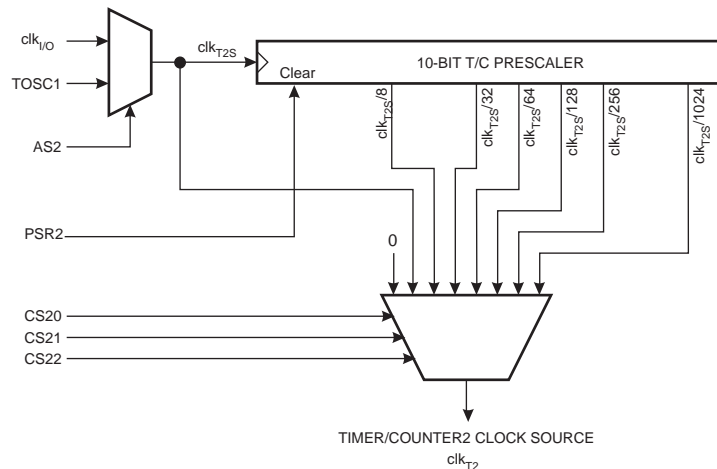 clkI/O
clkT2S
TOSC1
10-BIT T/C PRESCALER
Clear
clkT2S/8
clkT2S/32
clkT2S/64
clkT2S/128
clkT2S/256
clkT2S/1024
AS2
PSR2
0
CS20
CS21
CS22
TIMER/COUNTER2 CLOCK SOURCE
clkT2